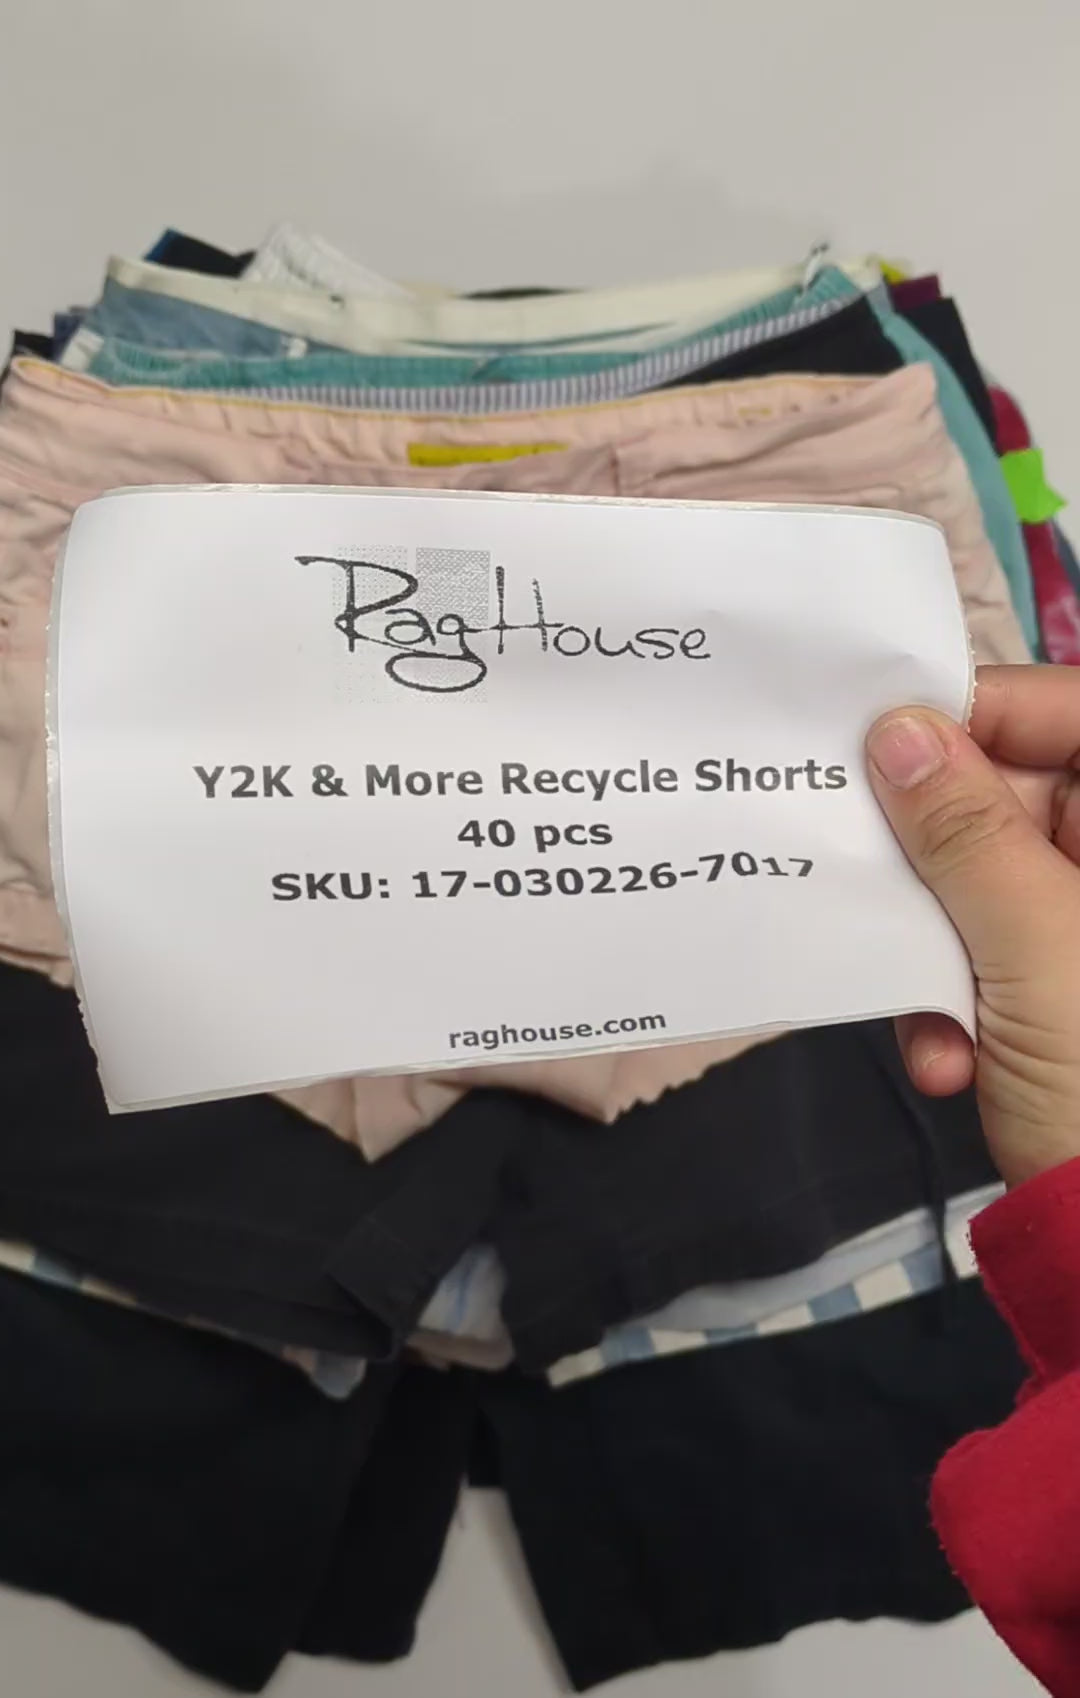 RagHouse
Y2K & More Recycle Shorts
40 pcs
SKU: 17-030226-7017
raghouse.com